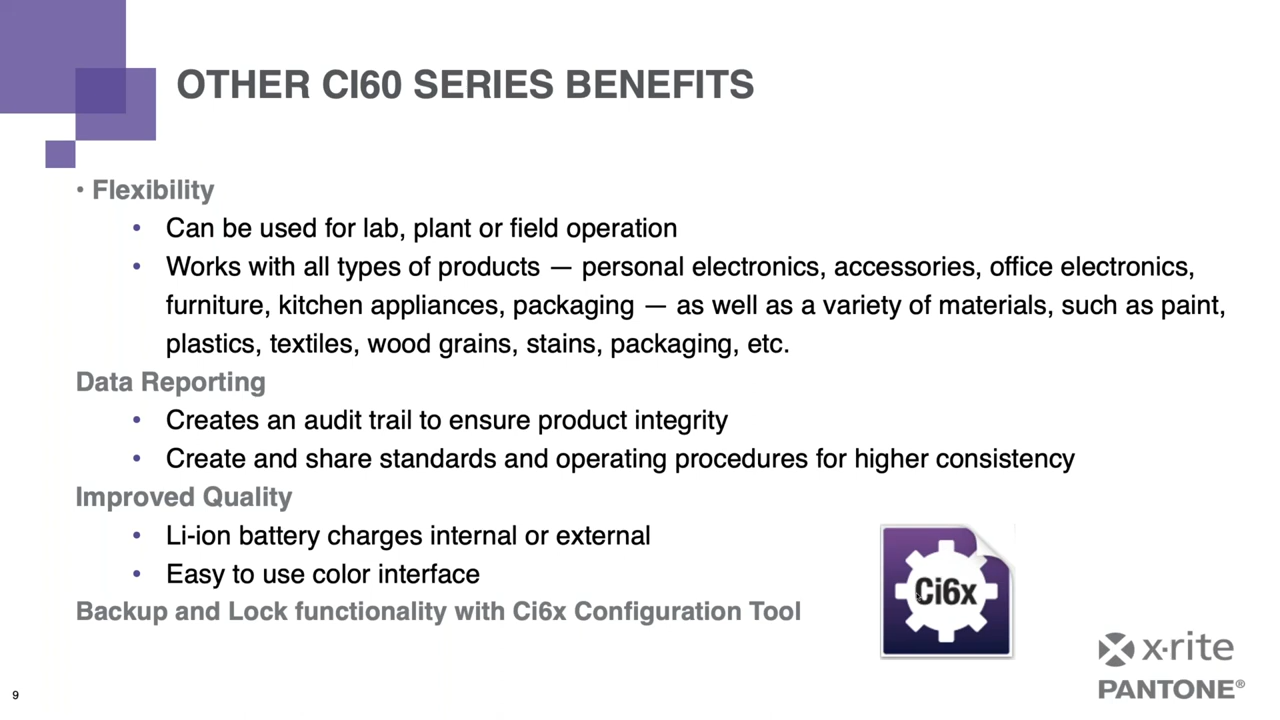 OTHER CI60 SERIES BENEFITS
• Flexibility
• Can be used for lab, plant or field operation
• Works with all types of products — personal electronics, accessories, office electronics,
furniture, kitchen appliances, packaging — as well as a variety of materials, such as paint,
plastics, textiles, wood grains, stains, packaging, etc.
Data Reporting
• Creates an audit trail to ensure product integrity
• Create and share standards and operating procedures for higher consistency
Improved Quality
• Li-ion battery charges internal or external
• Easy to use color interface
Backup and Lock functionality with Ci6x Configuration Tool
Ci6x
x·rite
PANTONE®
9